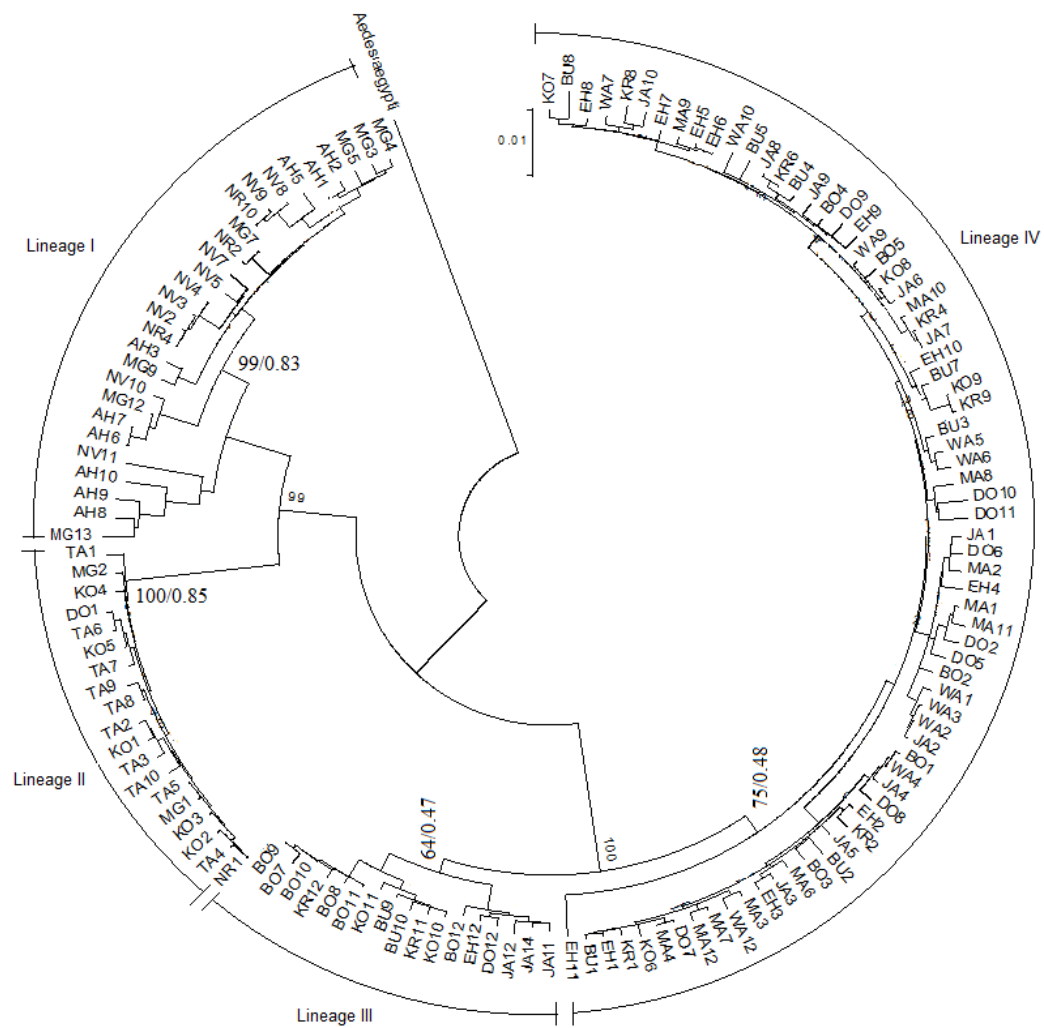 Aedes aegypti
0.01
Lineage I
Lineage II
Lineage III
Lineage IV
99/0.83
99
100/0.85
64/0.47
75/0.48
100
KO7
BU8
EH8
WA7
KR8
JA10
EH7
MA9
EH5
EH6
WA10
BU5
JA8
KR6
BU4
JA9
BO4
DO9
EH9
WA9
BO5
KO8
JA6
MA10
KR4
JA7
EH10
BU7
KO9
KR9
BU3
WA5
WA6
MA8
DO10
DO11
JA1
DO6
MA2
EH4
MA1
MA11
DO2
DO5
BO2
WA1
WA3
WA2
JA2
BO1
WA4
JA4
DO8
EH2
KR2
JA5
BU2
BO3
MA6
JA3
EH3
MA3
WA12
MA7
MA12
DO7
MA4
KO6
KR1
EH1
BU1
EH11
JA11
JA14
JA12
DO12
EH12
BO12
KO10
KR11
BU10
BU9
KO11
BO11
BO8
KR12
BO10
BO7
BO9
NR1
TA4
KO2
KO3
MG1
TA5
TA10
TA3
KO1
TA2
TA8
TA9
TA7
KO5
TA6
DO1
KO4
MG2
TA1
MG13
AH8
AH9
AH10
NV11
AH6
AH7
MG12
NV10
MG9
AH3
NR4
NV2
NV3
NV4
NV5
NV7
NR2
MG7
NR10
NV9
NV8
AH5
AH1
AH2
MG5
MG3
MG4